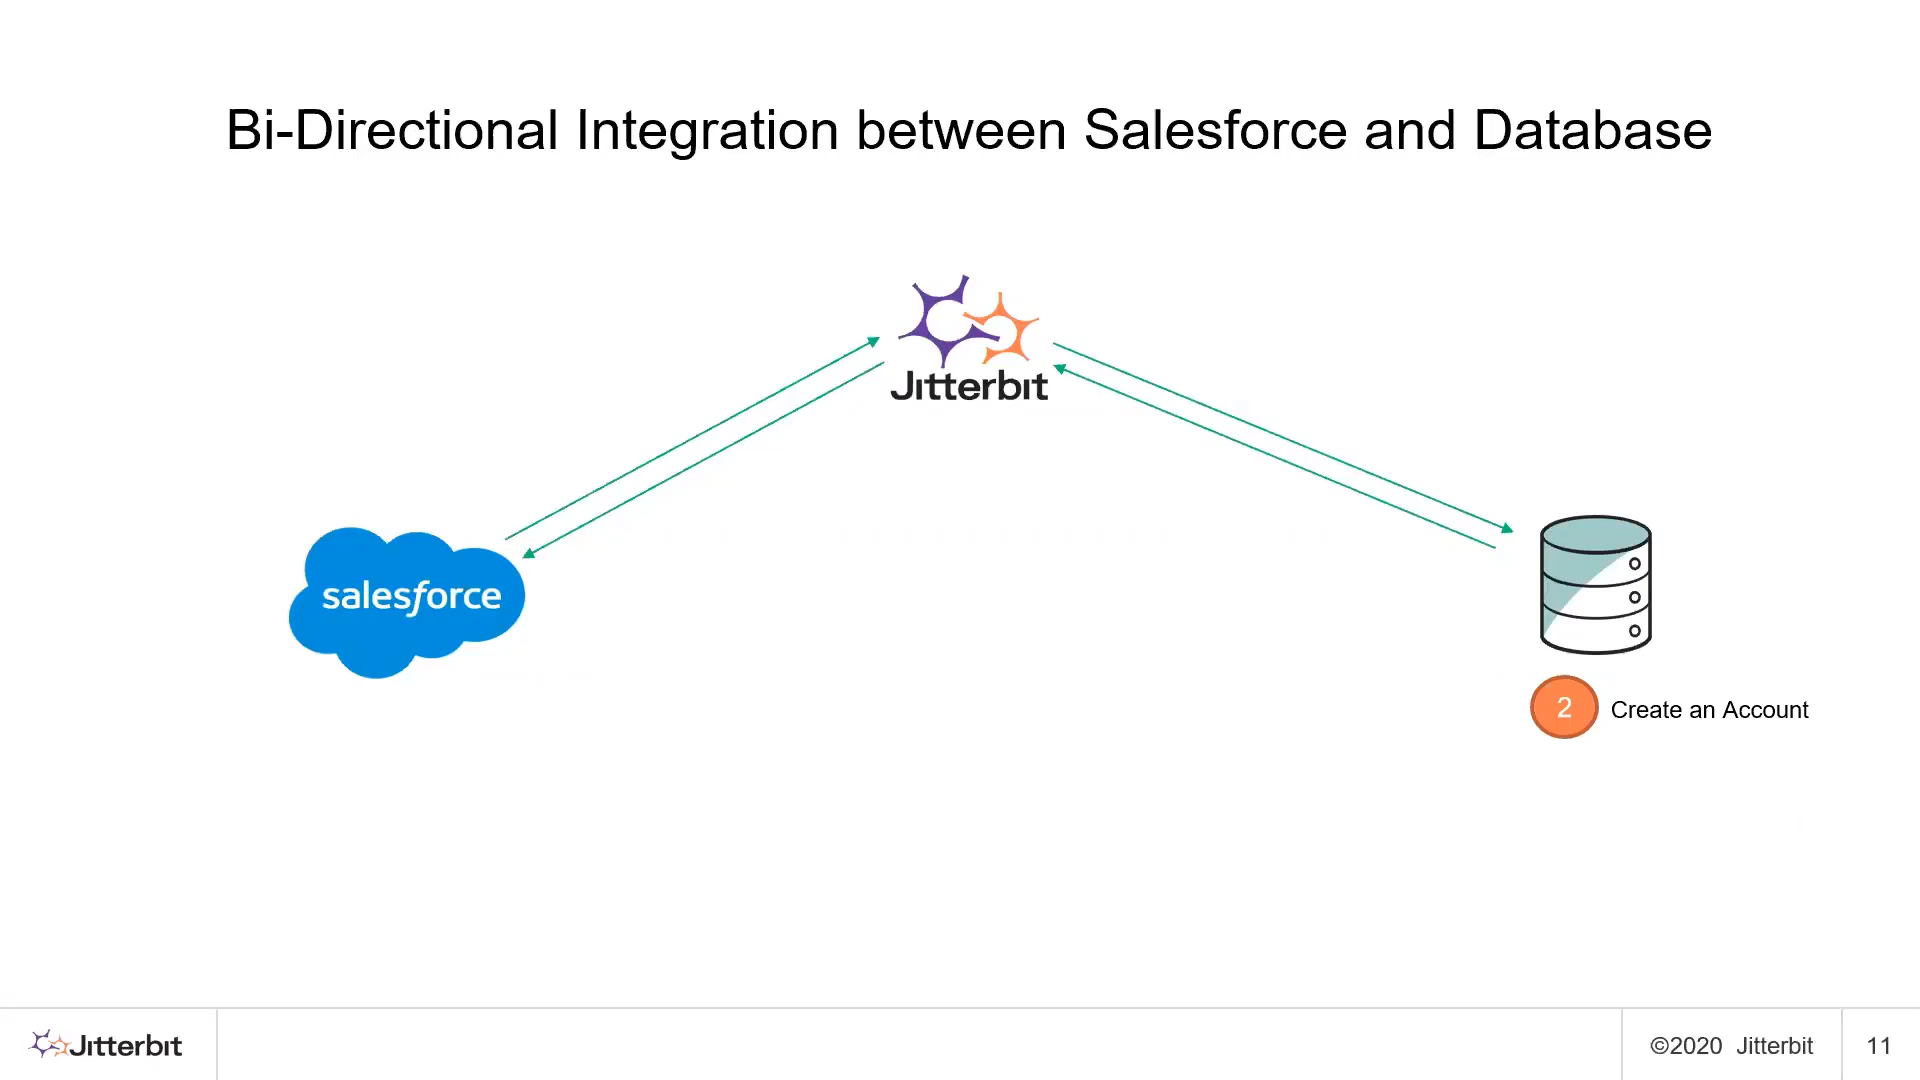 Bi-Directional Integration between Salesforce and Database
Jitterbit
salesforce
2 Create an Account
Jitterbit
©2020 Jitterbit
11